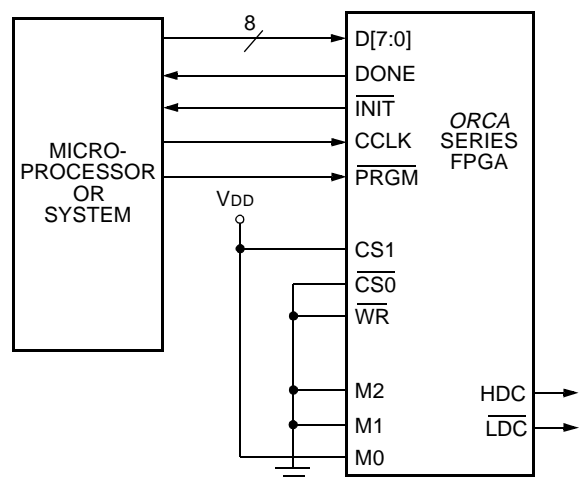 8
MICRO-
PROCESSOR
OR
SYSTEM
VDD
D[7:0]
DONE
INIT
CCLK
PRGM
CS1
CS0
WR
M2
M1
M0
ORCA
SERIES
FPGA
HDC
LDC